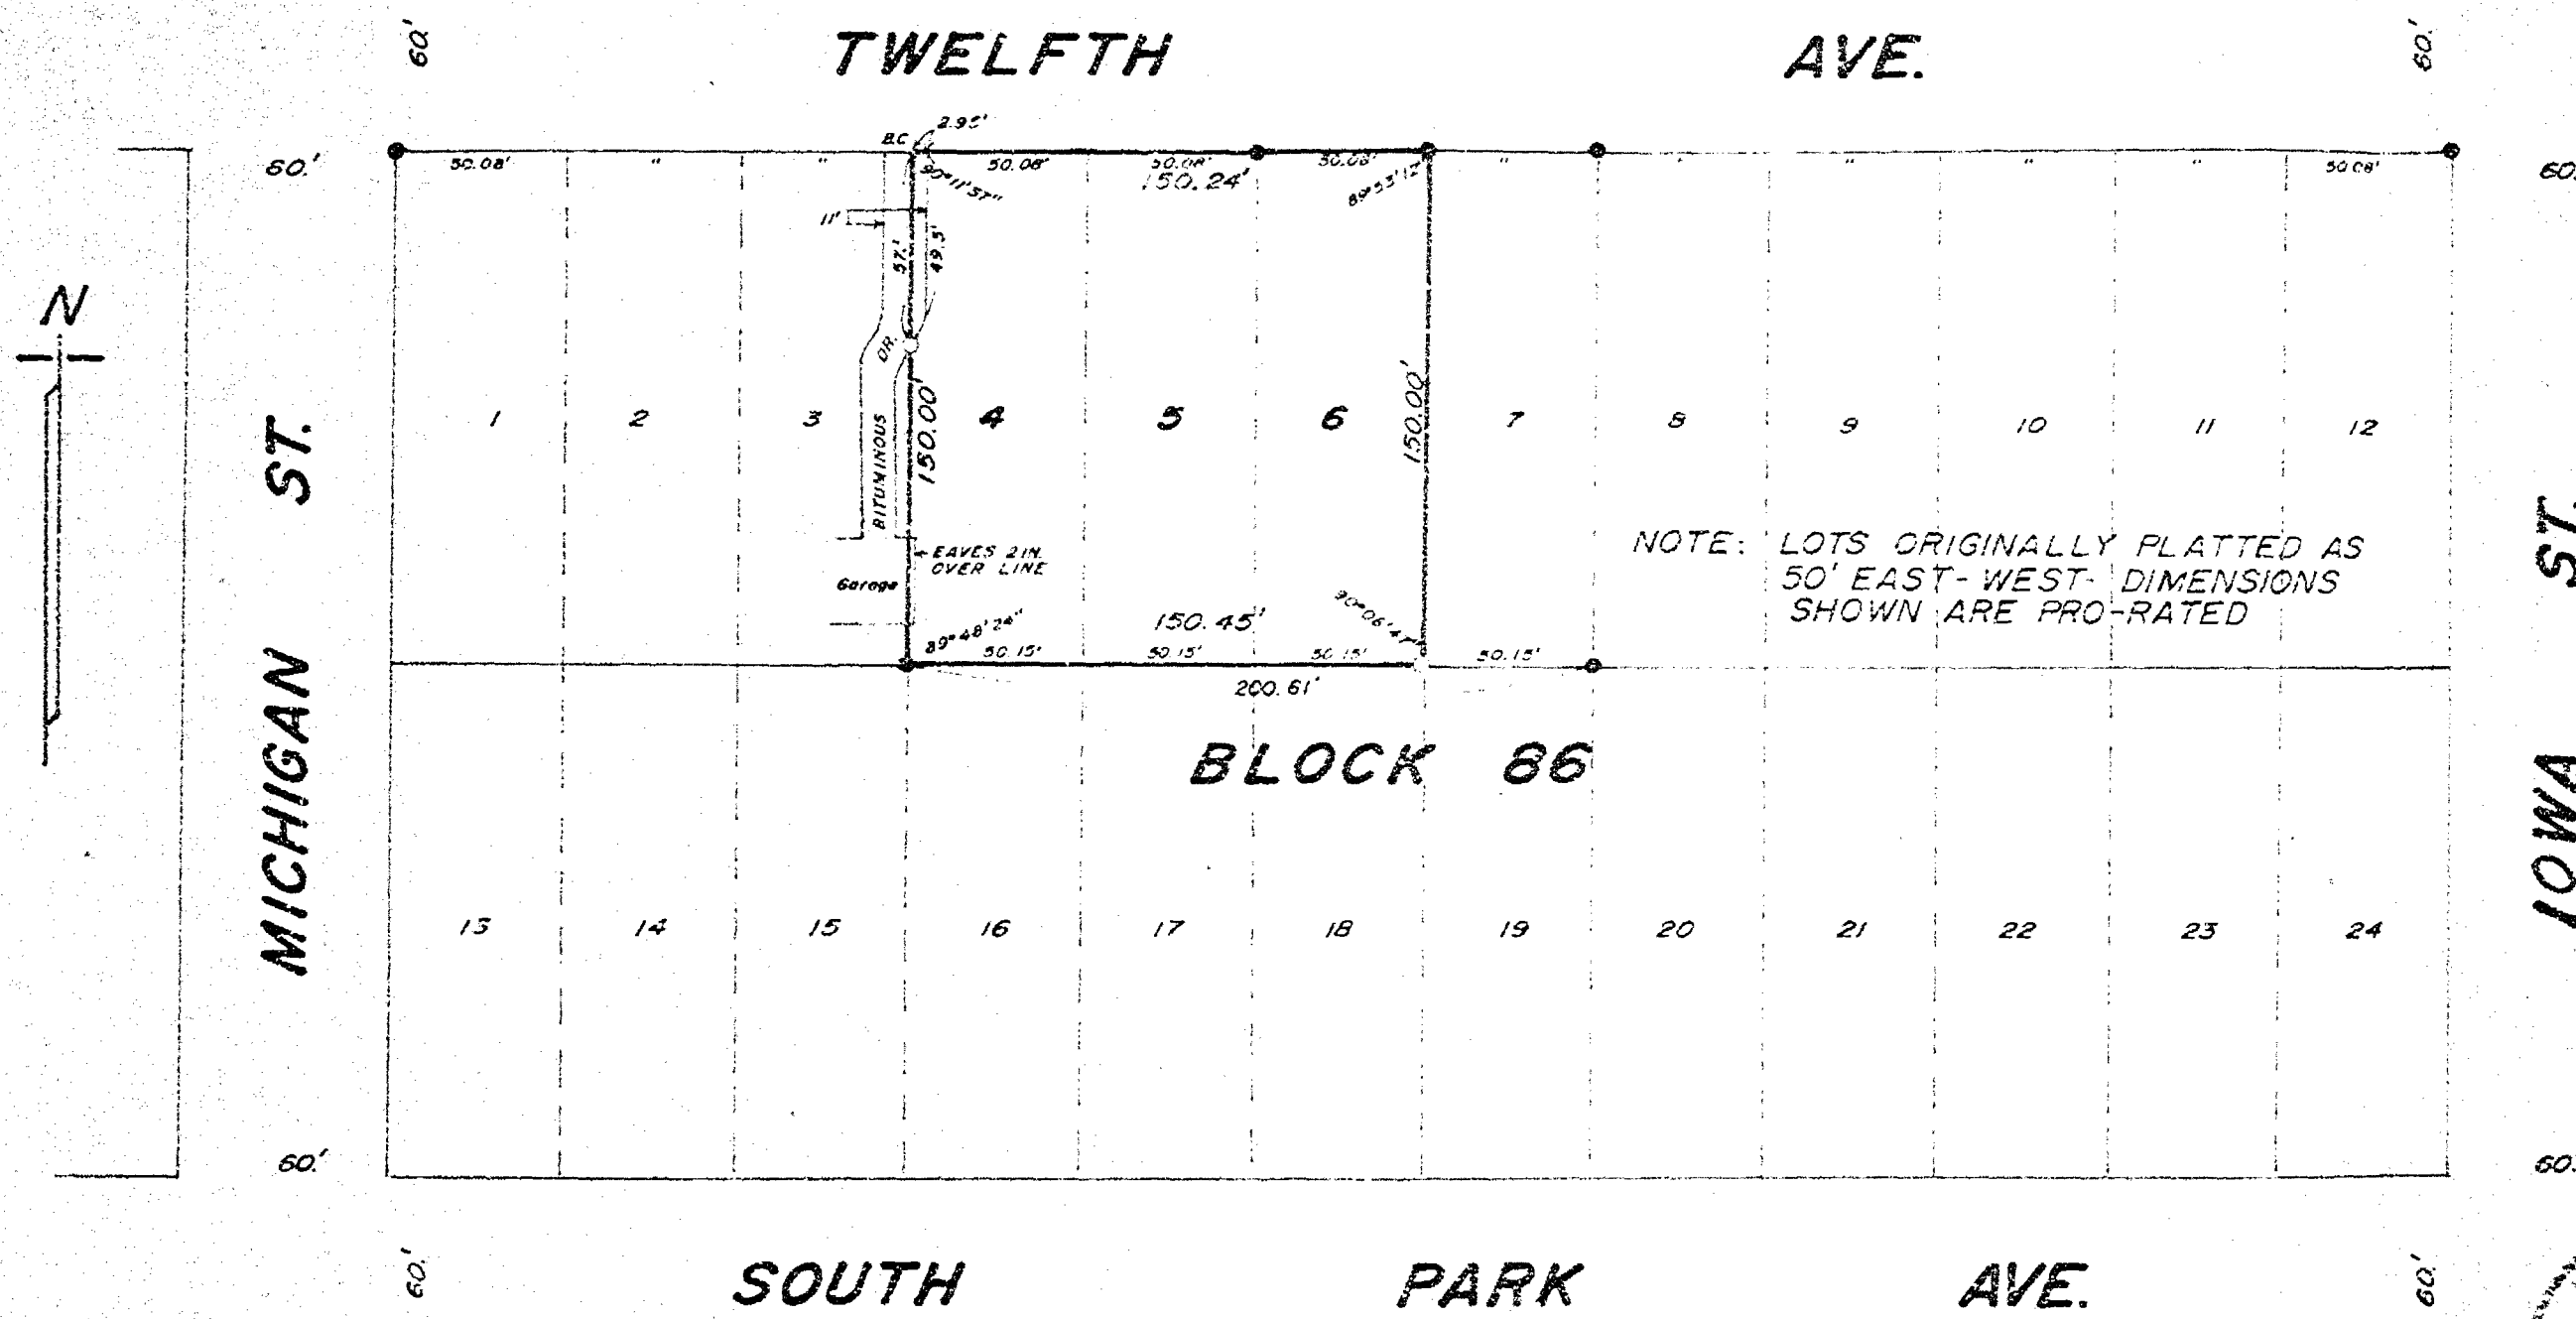 TWELFTH AVE.
60.' 60.'
60.' 60.
B.C. 2.95'
50.08' " " 50.08' 50.08' 50.08' " " " " " 50.08'
150.24'
90°11'57" 89°53'12"
11'
57.' 49.5'
N
DR.
BITUMINOUS
150.00' 150.00'
1 2 3 4 5 6 7 8 9 10 11 12
MICHIGAN ST.
IOWA ST.
EAVES 2 IN.
OVER LINE
Garage
NOTE: LOTS ORIGINALLY PLATTED AS
50' EAST-WEST- DIMENSIONS
SHOWN ARE PRO-RATED
150.45'
89°48'24" 90°06'47"
50.15' 50.15' 50.15' 50.15'
200.61'
BLOCK 86
13 14 15 16 17 18 19 20 21 22 23 24
60.' 60.
60.' 60.'
SOUTH PARK AVE.